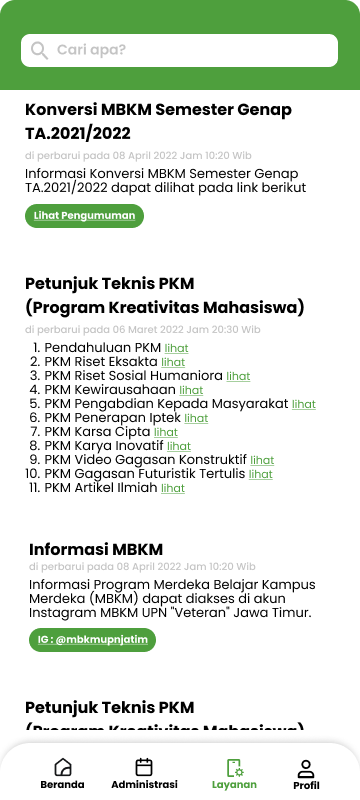 Cari apa?
Konversi MBKM Semester Genap
TA.2021/2022
di perbarui pada 08 April 2022 Jam 10:20 Wib
Informasi Konversi MBKM Semester Genap
TA.2021/2022 dapat dilihat pada link berikut
Lihat Pengumuman
Petunjuk Teknis PKM
(Program Kreativitas Mahasiswa)
di perbarui pada 06 Maret 2022 Jam 20:30 Wib
1. Pendahuluan PKM lihat
2. PKM Riset Eksakta lihat
3. PKM Riset Sosial Humaniora lihat
4. PKM Kewirausahaan lihat
5. PKM Pengabdian Kepada Masyarakat lihat
6. PKM Penerapan Iptek lihat
7. PKM Karsa Cipta lihat
8. PKM Karya Inovatif lihat
9. PKM Video Gagasan Konstruktif lihat
10. PKM Gagasan Futuristik Tertulis lihat
11. PKM Artikel Ilmiah lihat
Informasi MBKM
di perbarui pada 08 April 2022 Jam 10:20 Wib
Informasi Program Merdeka Belajar Kampus
Merdeka (MBKM) dapat diakses di akun
Instagram MBKM UPN "Veteran" Jawa Timur.
IG : @mbkmupnjatim
Petunjuk Teknis PKM
(Program Kreativitas Mahasiswa)
Beranda
Administrasi
Layanan
Profil